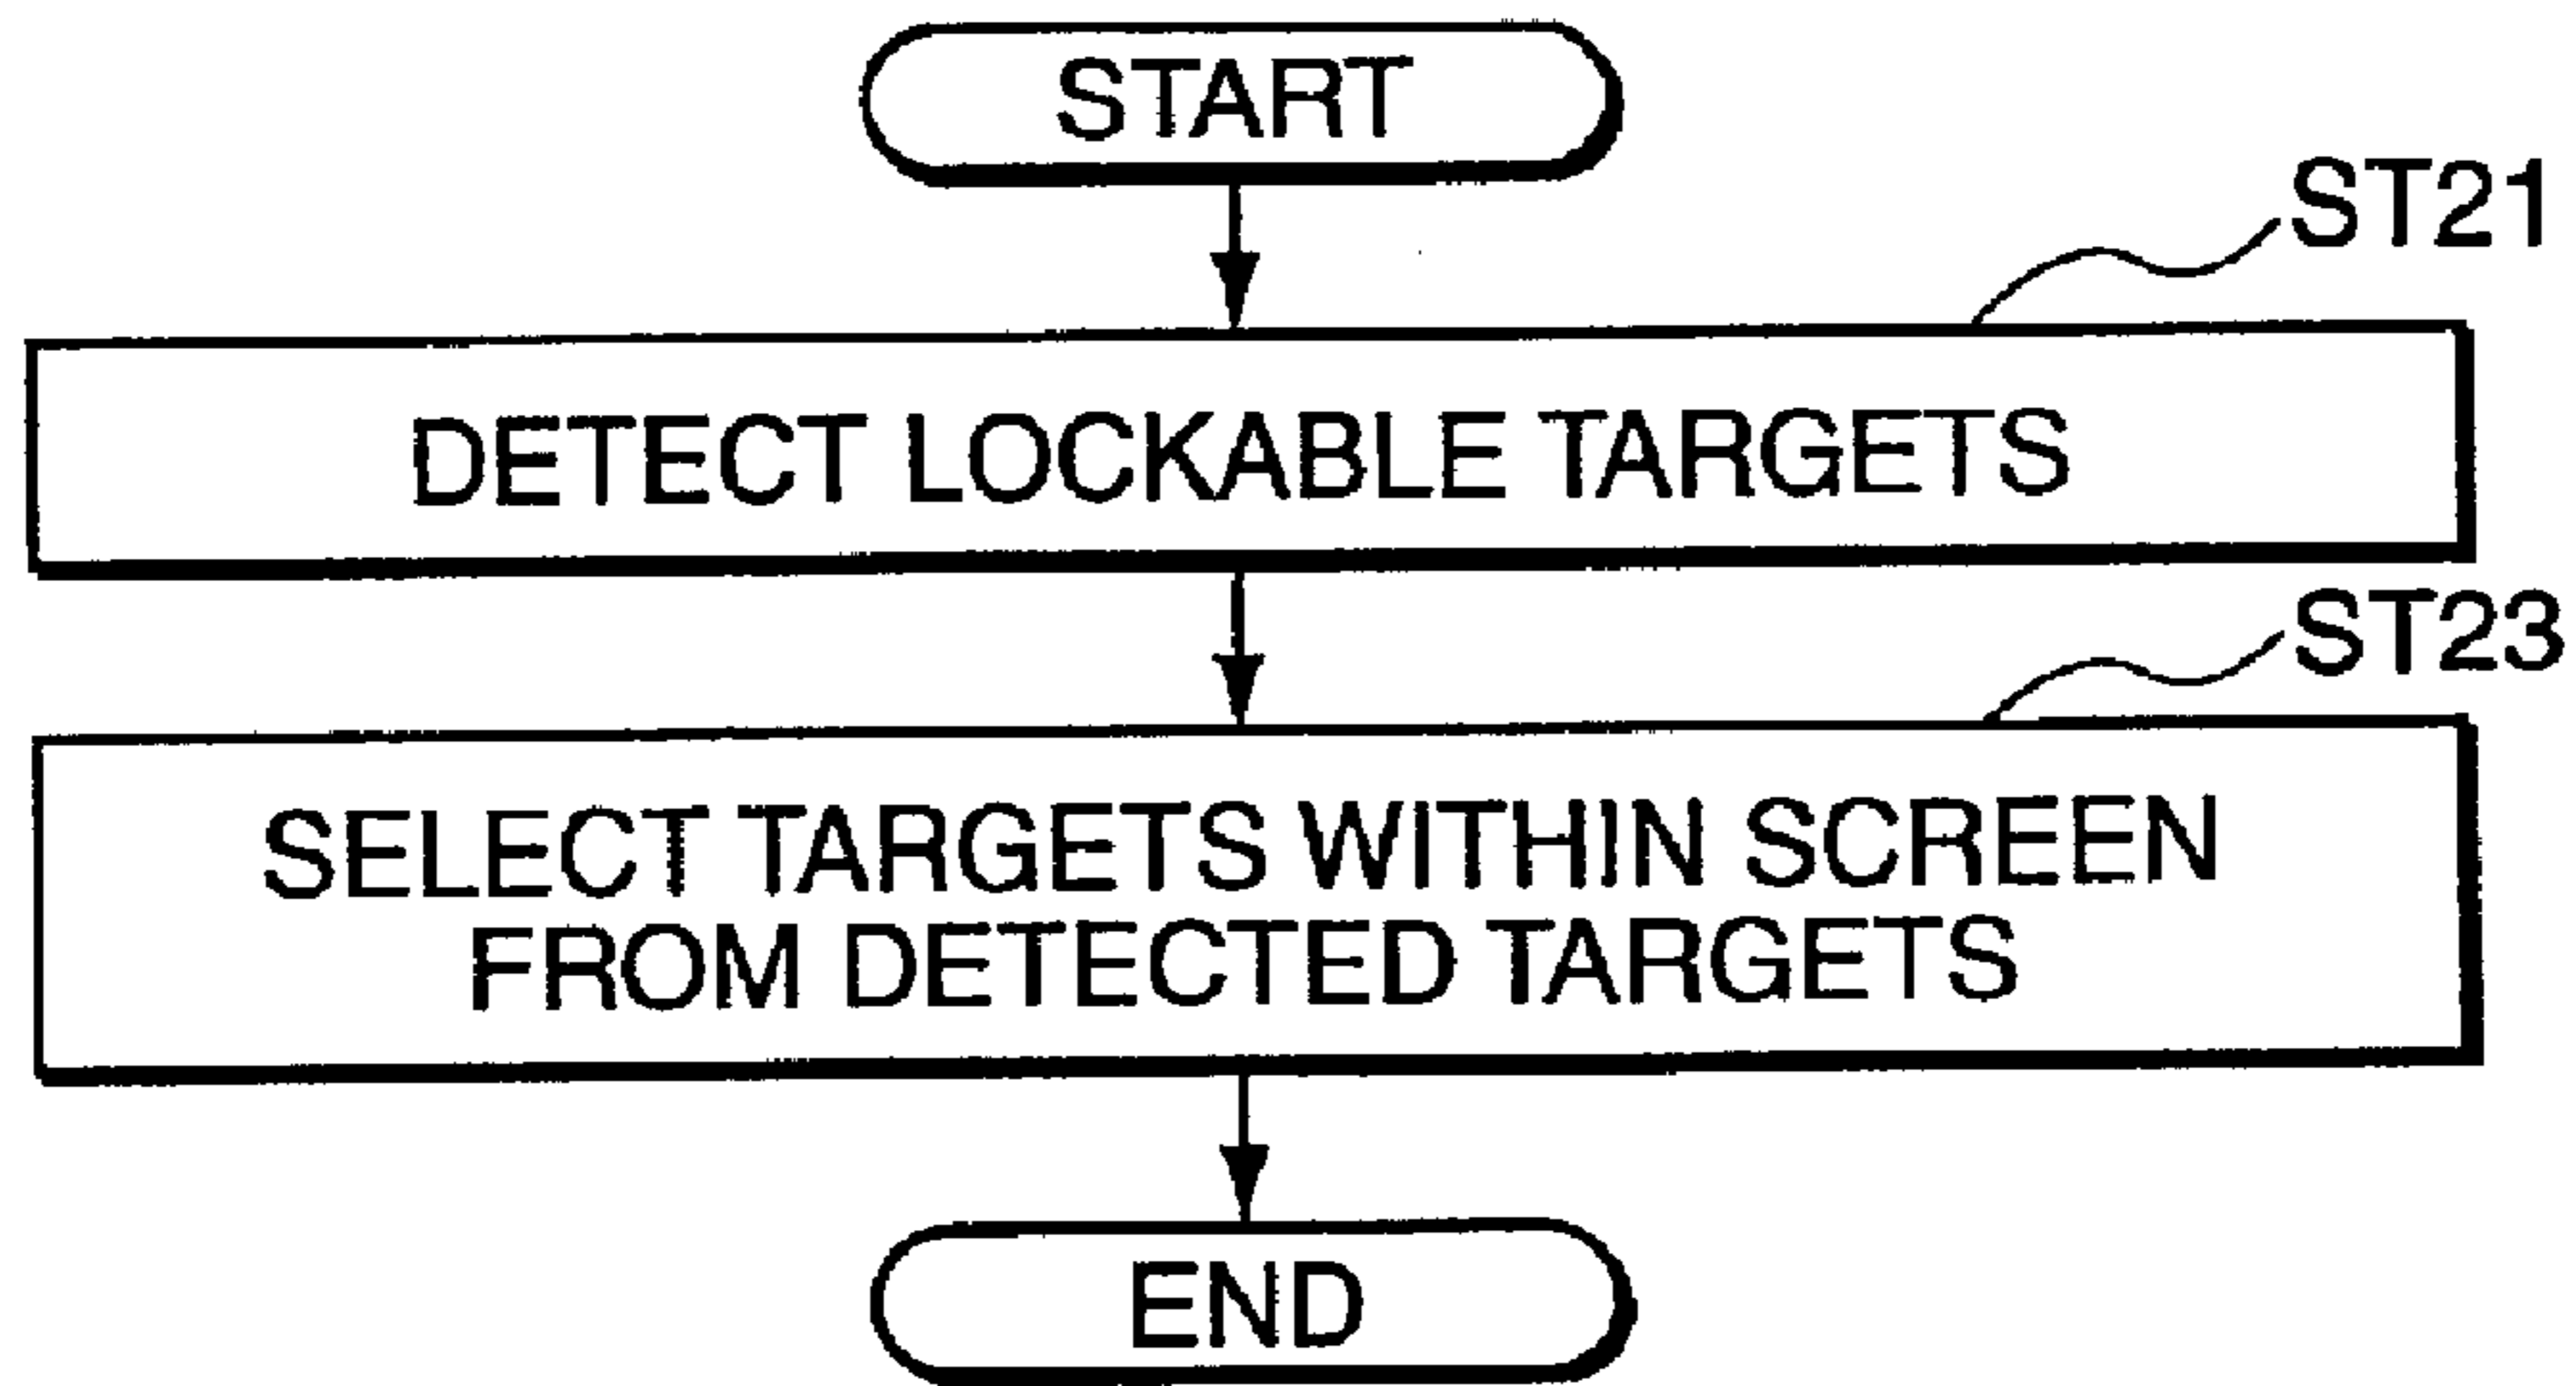 START
ST21
DETECT LOCKABLE TARGETS
ST23
SELECT TARGETS WITHIN SCREEN
FROM DETECTED TARGETS
END